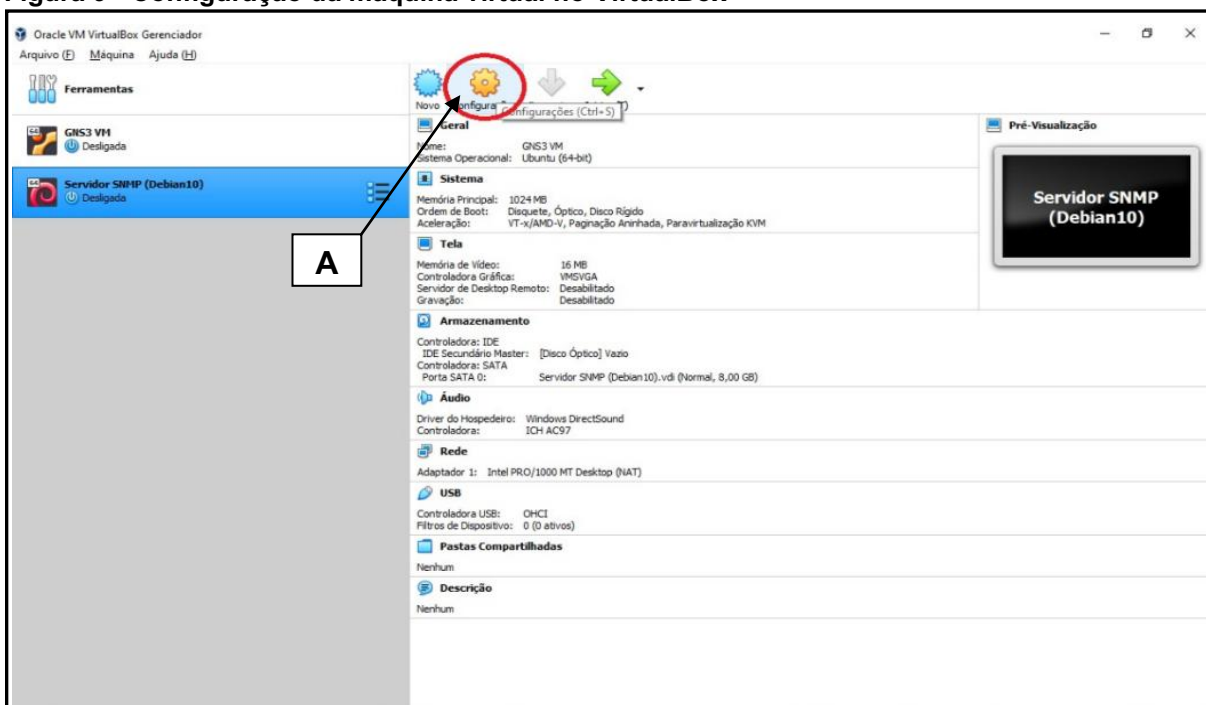 Oracle VM VirtualBox Gerenciador
Arquivo (F) Máquina Ajuda (H)
Ferramentas
GNS3 VM
Desligada
Servidor SNMP (Debian10)
Desligada
A
Novo
Configurações (Ctrl+S)
Geral
Nome: GNS3 VM
Sistema Operacional: Ubuntu (64-bit)
Sistema
Memória Principal: 1024 MB
Ordem de Boot: Disquete, Óptico, Disco Rígido
Aceleração: VT-x/AMD-V, Paginação Aninhada, Paravirtualização KVM
Tela
Memória de Vídeo: 16 MB
Controladora Gráfica: VMSVGA
Servidor de Desktop Remoto: Desabilitado
Gravação: Desabilitado
Armazenamento
Controladora: IDE
IDE Secundário Master: [Disco Óptico] Vazio
Controladora: SATA
Porta SATA 0: Servidor SNMP (Debian10).vdi (Normal, 8,00 GB)
Áudio
Driver do Hospedeiro: Windows DirectSound
Controladora: ICH AC97
Rede
Adaptador 1: Intel PRO/1000 MT Desktop (NAT)
USB
Controladora USB: OHCI
Filtros de Dispositivo: 0 (0 ativos)
Pastas Compartilhadas
Nenhum
Descrição
Nenhum
Pré-Visualização
Servidor SNMP
(Debian10)